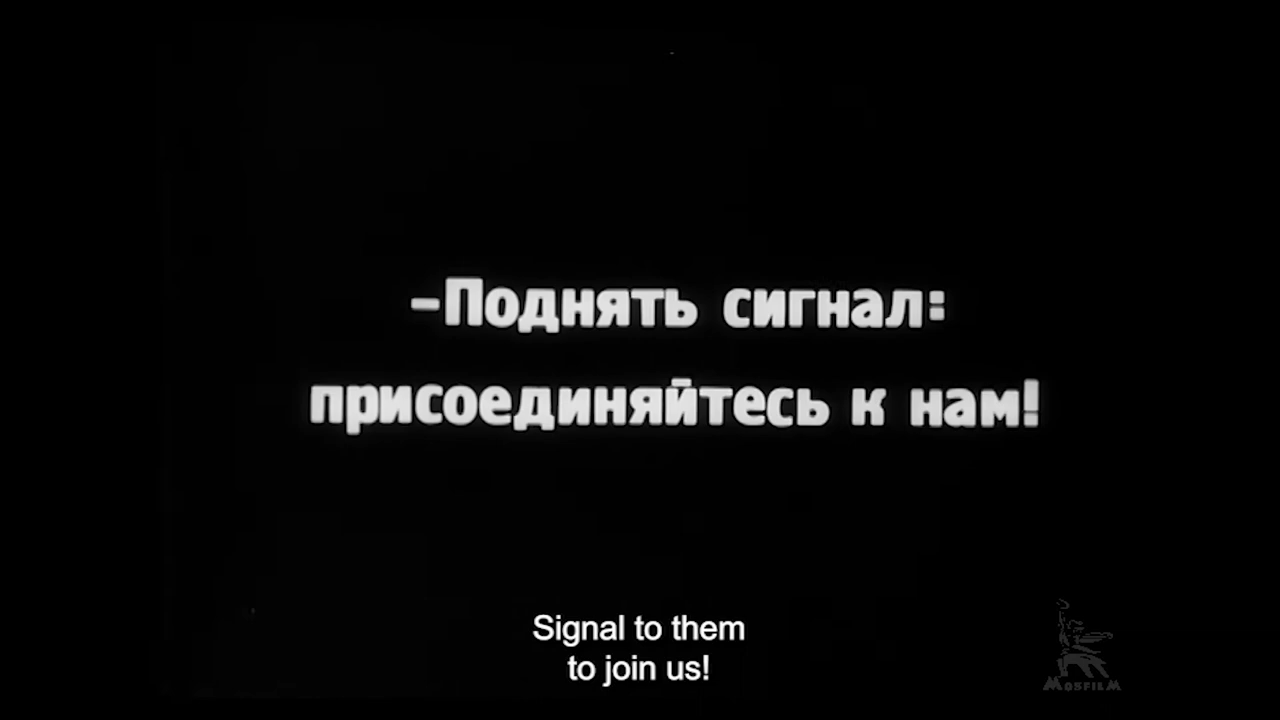 –Поднять сигнал:
присоединяйтесь к нам!
Signal to them
to join us!
MOSFILM